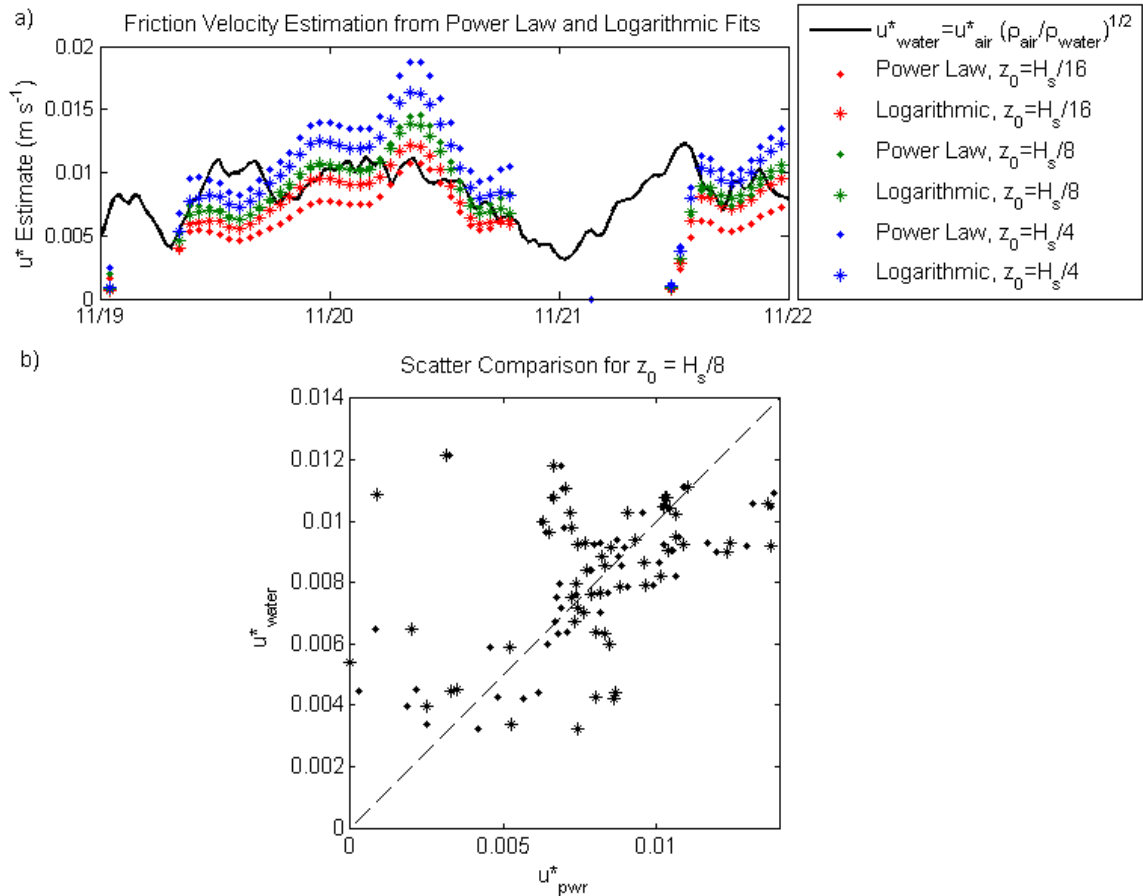 a)
Friction Velocity Estimation from Power Law and Logarithmic Fits
u* Estimate (m s⁻¹)
0.02
0.015
0.01
0.005
0
11/19
11/20
11/21
11/22
u*water=u*air (ρair/ρwater)^1/2
Power Law, z0=Hs/16
Logarithmic, z0=Hs/16
Power Law, z0=Hs/8
Logarithmic, z0=Hs/8
Power Law, z0=Hs/4
Logarithmic, z0=Hs/4
b)
Scatter Comparison for z0 = Hs/8
u*water
0.014
0.012
0.01
0.008
0.006
0.004
0.002
0
0
0.005
0.01
u*pwr